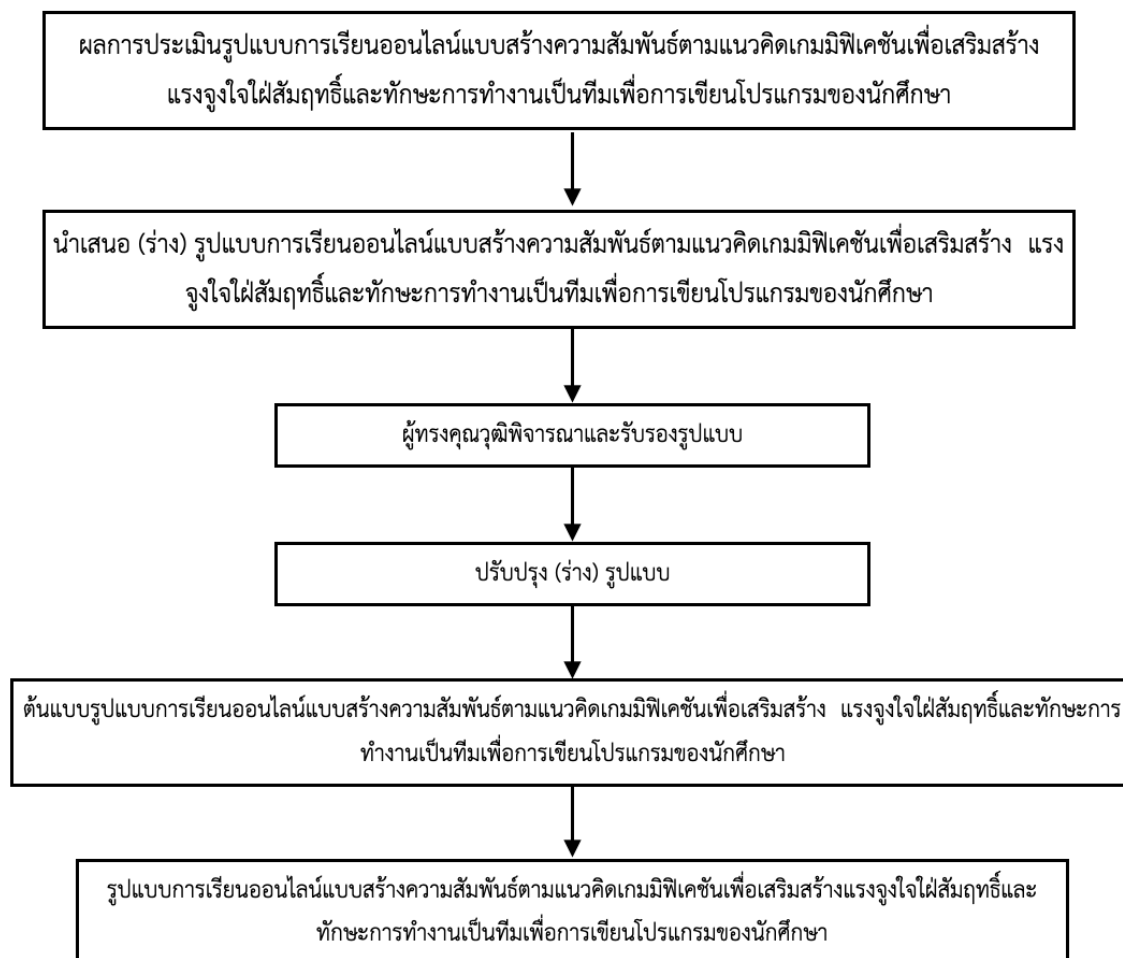 ผลการประเมินรูปแบบการเรียนออนไลน์แบบสร้างความสัมพันธ์ตามแนวคิดเกมมิฟิเคชันเพื่อเสริมสร้าง
แรงจูงใจใฝ่สัมฤทธิ์และทักษะการทำงานเป็นทีมเพื่อการเขียนโปรแกรมของนักศึกษา
นำเสนอ (ร่าง) รูปแบบการเรียนออนไลน์แบบสร้างความสัมพันธ์ตามแนวคิดเกมมิฟิเคชันเพื่อเสริมสร้าง แรง
จูงใจใฝ่สัมฤทธิ์และทักษะการทำงานเป็นทีมเพื่อการเขียนโปรแกรมของนักศึกษา
ผู้ทรงคุณวุฒิพิจารณาและรับรองรูปแบบ
ปรับปรุง (ร่าง) รูปแบบ
ต้นแบบรูปแบบการเรียนออนไลน์แบบสร้างความสัมพันธ์ตามแนวคิดเกมมิฟิเคชันเพื่อเสริมสร้าง แรงจูงใจใฝ่สัมฤทธิ์และทักษะการ
ทำงานเป็นทีมเพื่อการเขียนโปรแกรมของนักศึกษา
รูปแบบการเรียนออนไลน์แบบสร้างความสัมพันธ์ตามแนวคิดเกมมิฟิเคชันเพื่อเสริมสร้างแรงจูงใจใฝ่สัมฤทธิ์และ
ทักษะการทำงานเป็นทีมเพื่อการเขียนโปรแกรมของนักศึกษา